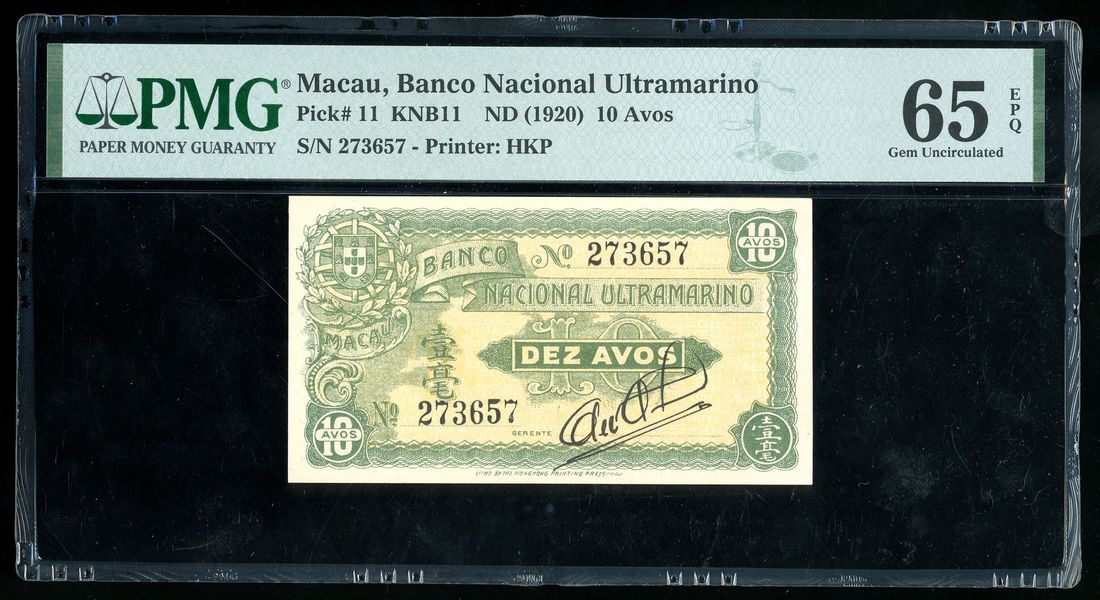 PMG®
PAPER MONEY GUARANTY
Macau, Banco Nacional Ultramarino
Pick# 11 KNB11 ND (1920) 10 Avos
S/N 273657 - Printer: HKP
65 EPQ
Gem Uncirculated
BANCO
Nº 273657
10 AVOS
NACIONAL ULTRAMARINO
MACAU
壹毫
10
DEZ AVOS
Nº 273657
GERENTE
10 AVOS
壹毫
LITHO BY THE HONGKONG PRINTING PRESS